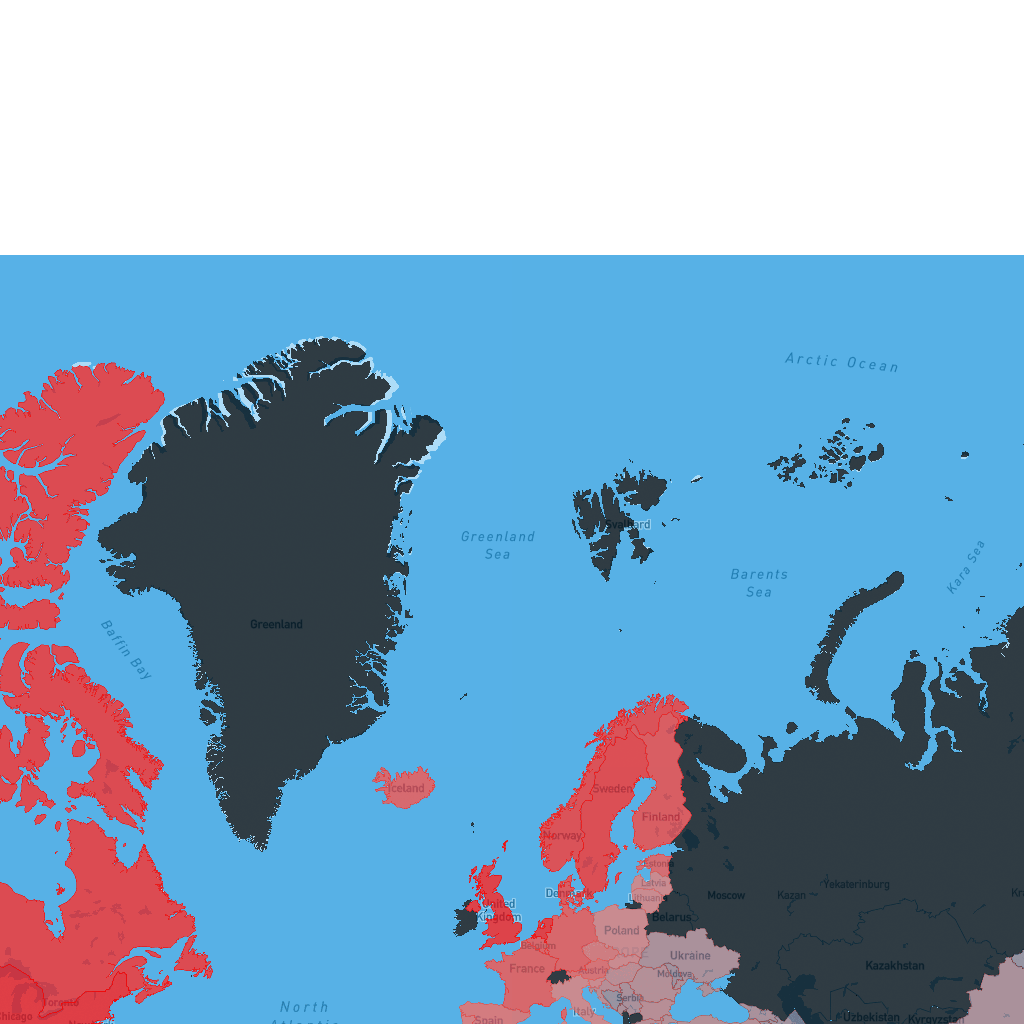 Arctic Ocean
Svalbard
Greenland
Sea
Kara Sea
Barents
Sea
Greenland
Baffin Bay
Iceland
Sweden
Finland
Norway
Estonia
Latvia
Lithuania
Denmark
Moscow
Kazan
Yekaterinburg
United
Kingdom
Belarus
Poland
Belgium
Ukraine
France
Austria
Moldova
Kazakhstan
Serbia
Toronto
Chicago
North
Atlantic
Spain
Italy
Uzbekistan
Kyrgyzstan